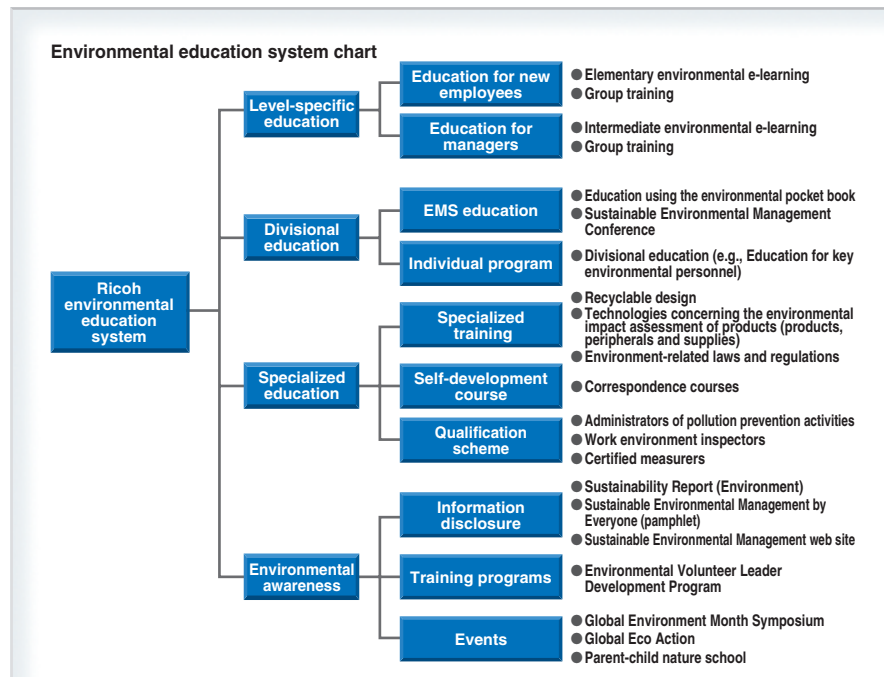 Environmental education system chart
Ricoh
environmental
education
system
Level-specific
education
Education for new
employees
● Elementary environmental e-learning
● Group training
Education for
managers
● Intermediate environmental e-learning
● Group training
Divisional
education
EMS education
● Education using the environmental pocket book
● Sustainable Environmental Management
Conference
Individual program
● Divisional education (e.g., Education for key
environmental personnel)
Specialized
education
Specialized
training
● Recyclable design
● Technologies concerning the environmental
impact assessment of products (products,
peripherals and supplies)
● Environment-related laws and regulations
Self-development
course
● Correspondence courses
Qualification
scheme
● Administrators of pollution prevention activities
● Work environment inspectors
● Certified measurers
Environmental
awareness
Information
disclosure
● Sustainability Report (Environment)
● Sustainable Environmental Management by
Everyone (pamphlet)
● Sustainable Environmental Management web site
Training programs
● Environmental Volunteer Leader
Development Program
Events
● Global Environment Month Symposium
● Global Eco Action
● Parent-child nature school